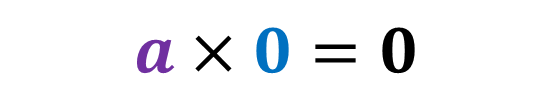 a × 0 = 0